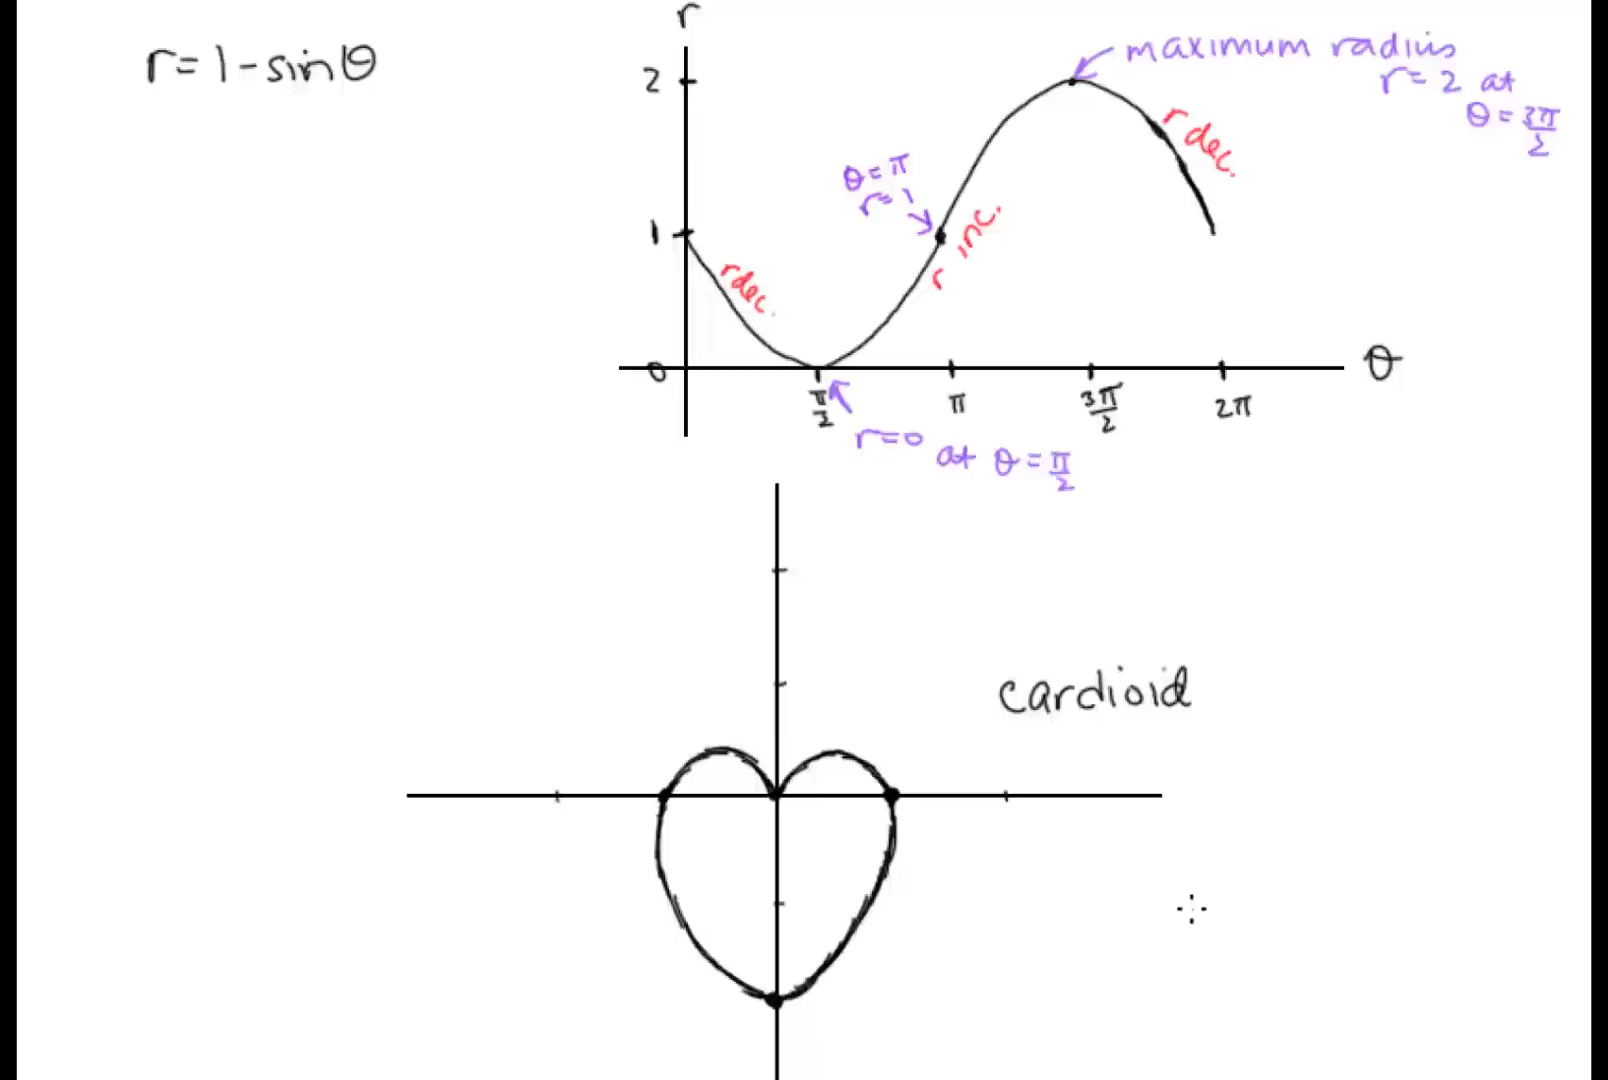 r=1-sinθ
r
2
1
0
maximum radius
r=2 at
θ=3π/2
r dec.
θ=π
r=1
r inc.
r dec.
π/2
π
3π/2
2π
θ
r=0
at θ=π/2
cardioid